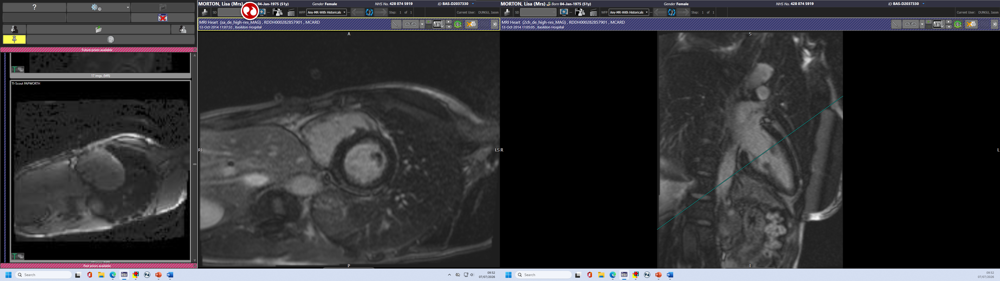 ?
Future priors available
17 imgs, (MR)
TI-Scout PAPWORTH
Past priors available
MORTON, Lisa (Mrs) 04-Jan-1975 (51y) Gender Female NHS No. 428 074 5919 ID BAS-D2037330
SD WFP Any-MR-With Historicals Step: 1 of 1 Current User: DUNGU, Jason
MRI Heart (sa_de_high-res_MAG) , RDDH000282857901 , MCARD
13-Oct-2014 11:07:32 , Basildon Hospital
A
RI
LS
P
MORTON, Lisa (Mrs) Born 04-Jan-1975 (51y) Gender Female NHS No. 428 074 5919 ID BAS-D2037330
SD WFP Any-MR-With Historicals Step: 1 of 1 Current User: DUNGU, Jason
MRI Heart (2ch_de_high-res_MAG) , RDDH000282857901 , MCARD
13-Oct-2014 11:05:05 , Basildon Hospital
S
R
L
I
Search
09:52
07/07/2026
Search
09:52
07/07/2026